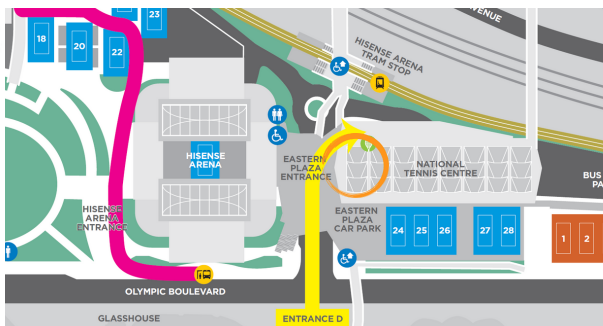 23
18
20
22
AVENUE
HISENSE ARENA
TRAM STOP
HISENSE
ARENA
EASTERN
PLAZA
ENTRANCE
NATIONAL
TENNIS CENTRE
BUS
PA
HISENSE
ARENA
ENTRANCE
EASTERN
PLAZA
CAR PARK
24
25
26
27
28
1
2
OLYMPIC BOULEVARD
GLASSHOUSE
ENTRANCE D